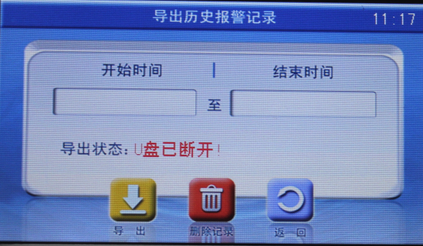 导出历史报警记录 11:17
开始时间 | 结束时间
至
导出状态: U盘已断开!
导 出 删除记录 返 回